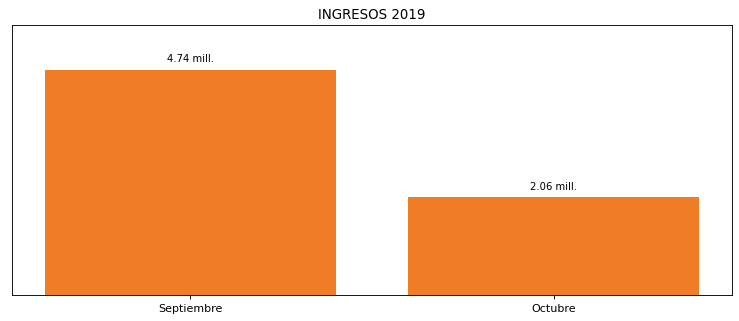 INGRESOS 2019
4.74 mill.
2.06 mill.
Septiembre
Octubre